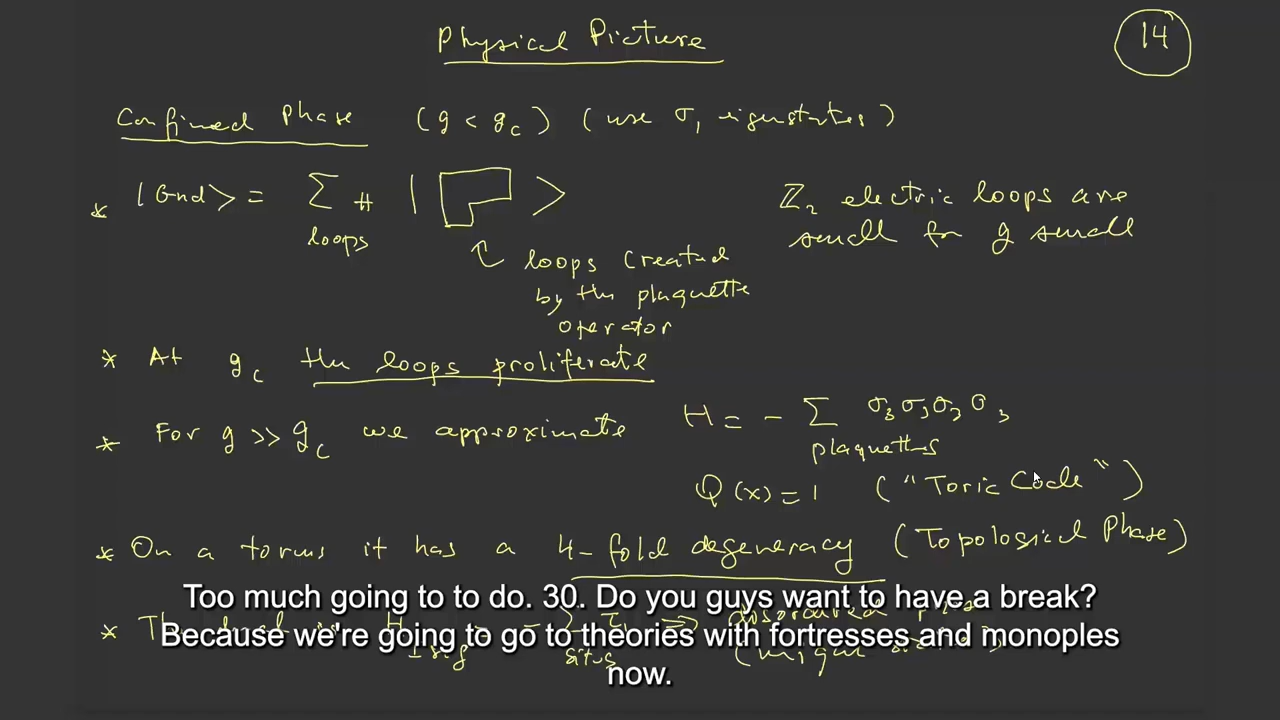 Physical Picture
14
Confined Phase (g < g_c) (use σ_1 eigenstates)
* |Gnd> = Σ # | >
loops
Z_2 electric loops are
small for g small
loops created
by the plaquette
operator
* At g_c the loops proliferate
* For g >> g_c we approximate H = - Σ σ_3 σ_3 σ_3 σ_3
plaquettes
Q(x) = 1 ("Toric Code")
* On a torus it has a 4-fold degeneracy (Topological Phase)
Too much going to to do. 30. Do you guys want to have a break?
Because we're going to go to theories with fortresses and monoples
now.
*
sites